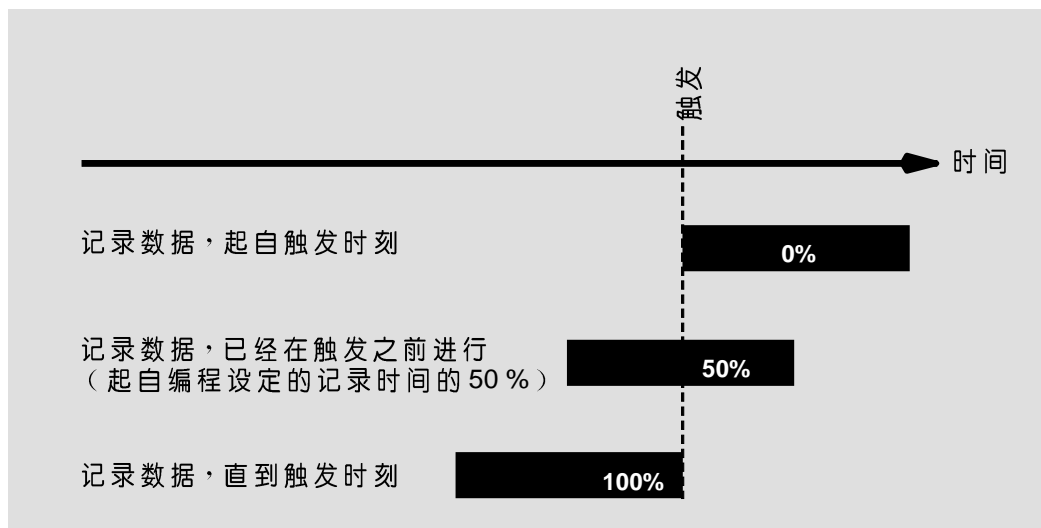 触发
时间
记录数据，起自触发时刻
0%
记录数据，已经在触发之前进行
（起自编程设定的记录时间的 50 %）
50%
记录数据，直到触发时刻
100%